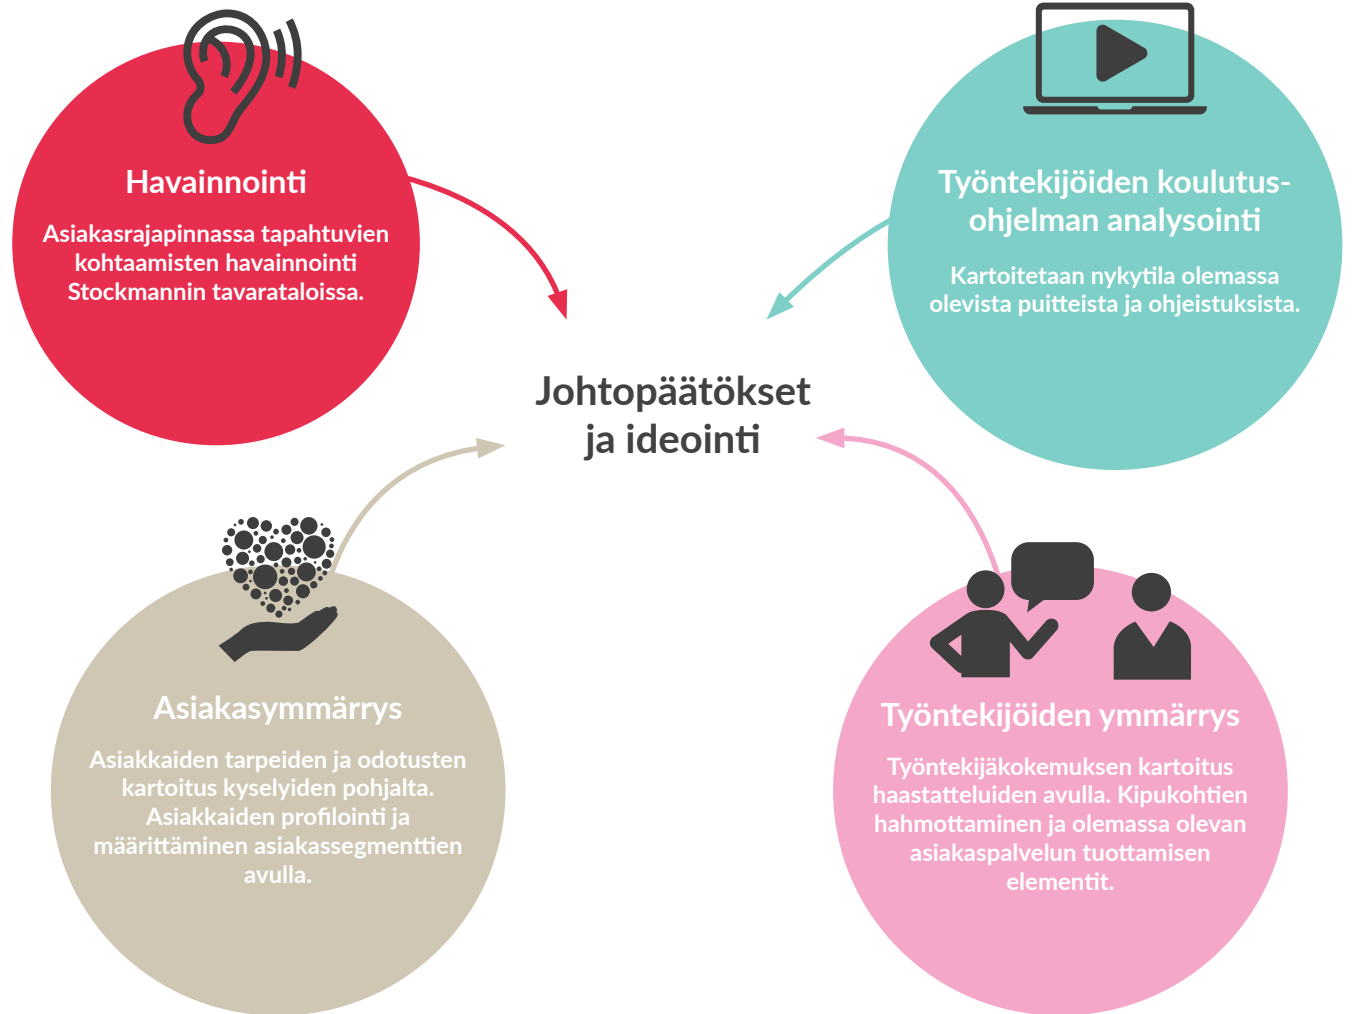 Havainnointi
Asiakasrajapinnassa tapahtuvien
kohtaamisten havainnointi
Stockmannin tavarataloissa.
Työntekijöiden koulutus-
ohjelman analysointi
Kartoitetaan nykytila olemassa
olevista puitteista ja ohjeistuksista.
Johtopäätökset
ja ideointi
Asiakasymmärrys
Asiakkaiden tarpeiden ja odotusten
kartoitus kyselyiden pohjalta.
Asiakkaiden profilointi ja
määrittäminen asiakassegmenttien
avulla.
Työntekijöiden ymmärrys
Työntekijäkokemuksen kartoitus
haastatteluiden avulla. Kipukohtien
hahmottaminen ja olemassa olevan
asiakaspalvelun tuottamisen
elementit.